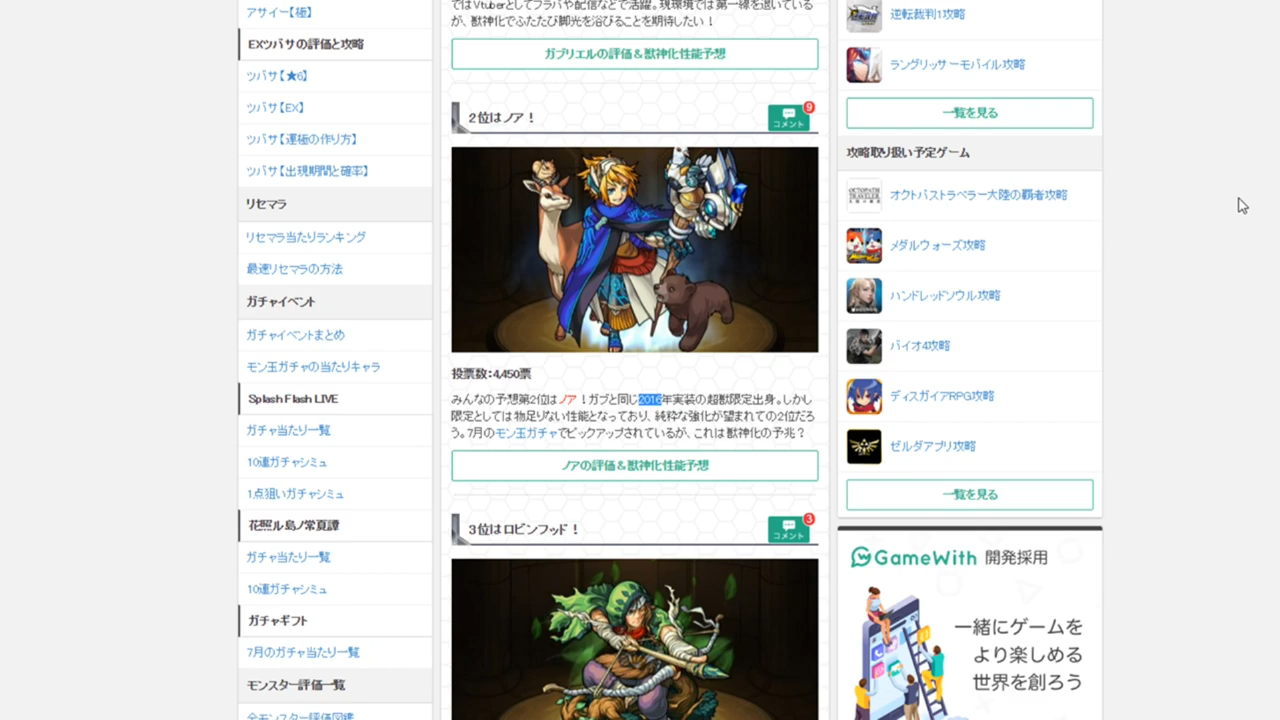 アサイー【極】
EXツバサの評価と攻略
ツバサ【★6】
ツバサ【EX】
ツバサ【運極の作り方】
ツバサ【出現期間と確率】
リセマラ
リセマラ当たりランキング
最速リセマラの方法
ガチャイベント
ガチャイベントまとめ
モン玉ガチャの当たりキャラ
Splash Flash LIVE
ガチャ当たり一覧
10連ガチャシミュ
1点狙いガチャシミュ
花照ル島ノ常夏譚
ガチャ当たり一覧
10連ガチャシミュ
ガチャギフト
7月のガチャ当たり一覧
モンスター評価一覧
全モンスター評価図鑑
ではVtuberとしてフラパや配信などで活躍。現環境では第一線を退いている
が、獣神化でふたたび脚光を浴びることを期待したい！
ガブリエルの評価＆獣神化性能予想
2位はノア！
9
コメント
投票数：4,450票
みんなの予想第2位はノア！ガブと同じ2016年実装の超獣限定出身。しかし
限定としては物足りない性能となっており、純粋な強化が望まれての2位だろ
う。7月のモン玉ガチャでピックアップされているが、これは獣神化の予兆？
ノアの評価＆獣神化性能予想
3位はロビンフッド！
3
コメント
逆転裁判1攻略
ラングリッサーモバイル攻略
一覧を見る
攻略取り扱い予定ゲーム
OCTOPATH
TRAVELER
オクトパストラベラー大陸の覇者攻略
メダルウォーズ攻略
ハンドレッドソウル攻略
バイオ4攻略
ディスガイアRPG攻略
ゼルダアプリ攻略
一覧を見る
GameWith 開発採用
一緒にゲームを
より楽しめる
世界を創ろう